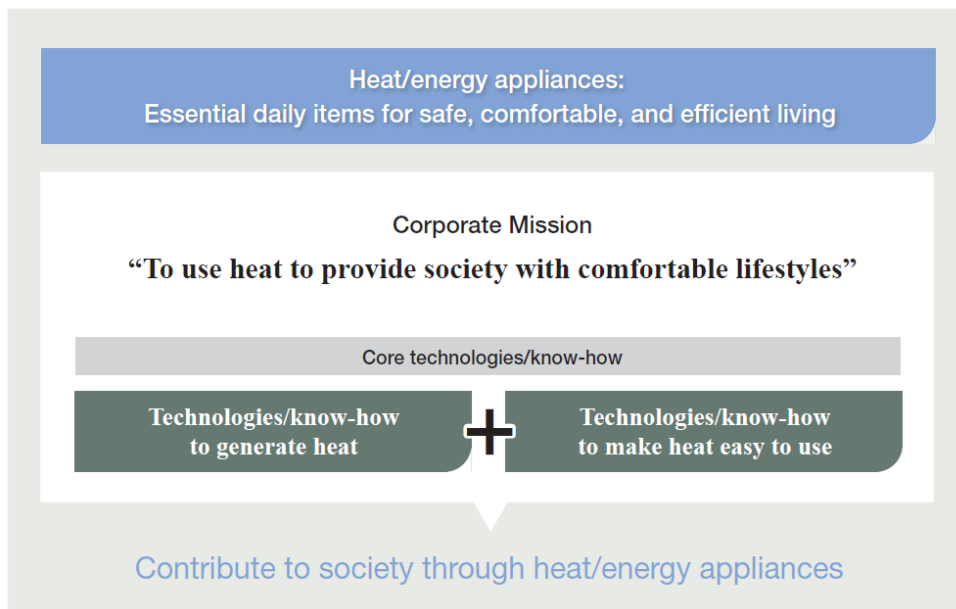 Heat/energy appliances:
Essential daily items for safe, comfortable, and efficient living
Corporate Mission
“To use heat to provide society with comfortable lifestyles”
Core technologies/know-how
Technologies/know-how
to generate heat
+
Technologies/know-how
to make heat easy to use
Contribute to society through heat/energy appliances